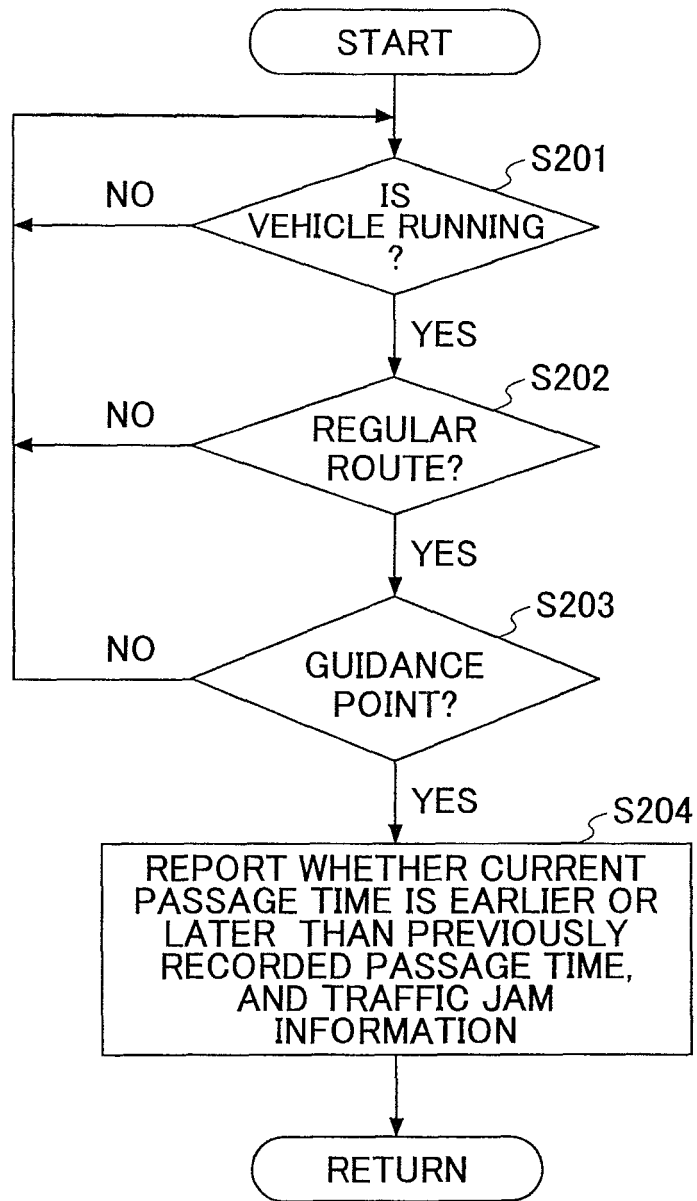 START
S201
NO
IS
VEHICLE RUNNING
?
YES
S202
NO
REGULAR
ROUTE?
YES
S203
NO
GUIDANCE
POINT?
YES
S204
REPORT WHETHER CURRENT
PASSAGE TIME IS EARLIER OR
LATER THAN PREVIOUSLY
RECORDED PASSAGE TIME,
AND TRAFFIC JAM
INFORMATION
RETURN